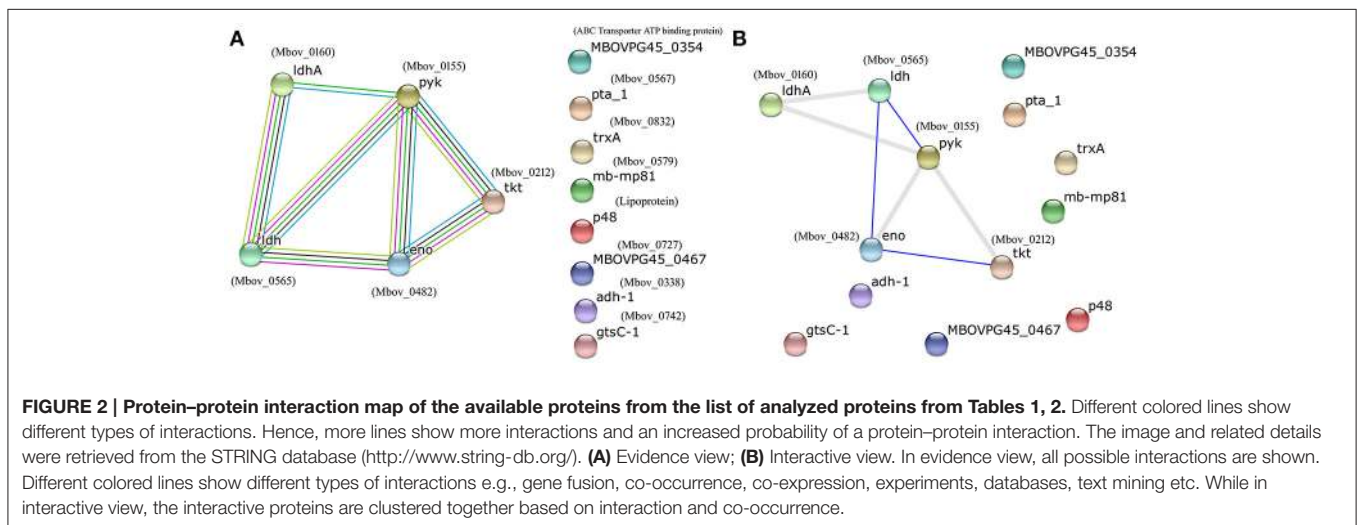 A
(Mbov_0160)
ldhA
(Mbov_0155)
pyk
(Mbov_0212)
tkt
ldh
(Mbov_0565)
eno
(Mbov_0482)
(ABC Transporter ATP binding protein)
MBOVPG45_0354
(Mbov_0567)
pta_1
(Mbov_0832)
trxA
(Mbov_0579)
mb-mp81
(Lipoprotein)
p48
(Mbov_0727)
MBOVPG45_0467
(Mbov_0338)
adh-1
(Mbov_0742)
gtsC-1
B
(Mbov_0565)
ldh
(Mbov_0160)
ldhA
(Mbov_0155)
pyk
(Mbov_0482)
eno
(Mbov_0212)
tkt
MBOVPG45_0354
pta_1
trxA
mb-mp81
adh-1
p48
gtsC-1
MBOVPG45_0467
FIGURE 2 | Protein–protein interaction map of the available proteins from the list of analyzed proteins from Tables 1, 2. Different colored lines show
different types of interactions. Hence, more lines show more interactions and an increased probability of a protein–protein interaction. The image and related details
were retrieved from the STRING database (http://www.string-db.org/). (A) Evidence view; (B) Interactive view. In evidence view, all possible interactions are shown.
Different colored lines show different types of interactions e.g., gene fusion, co-occurrence, co-expression, experiments, databases, text mining etc. While in
interactive view, the interactive proteins are clustered together based on interaction and co-occurrence.